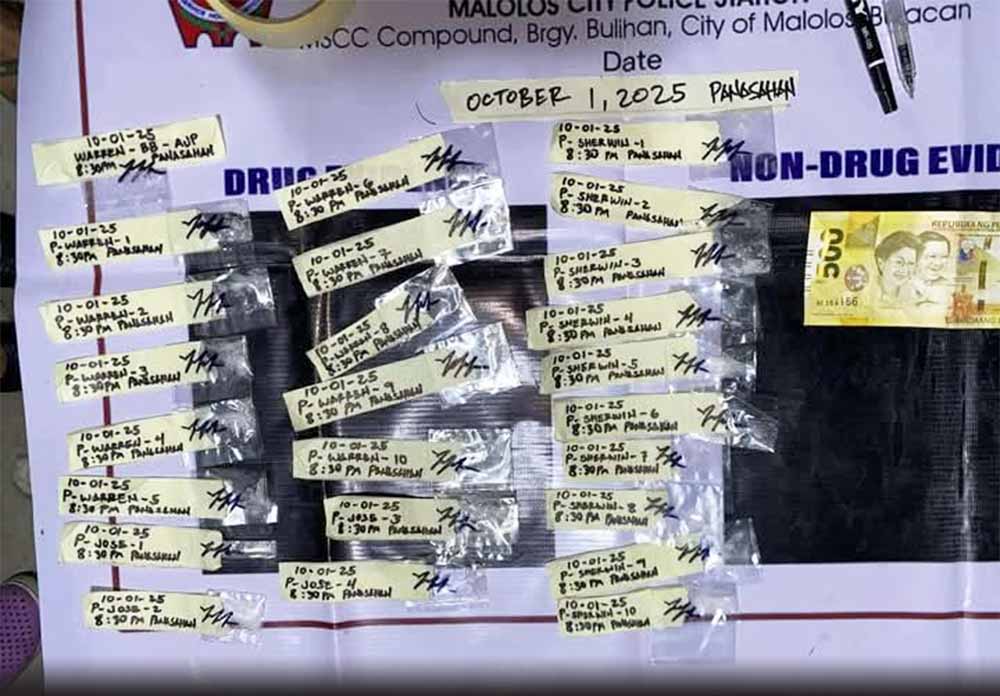 MALOLOS CITY POLICE STATION
MSCC Compound, Brgy. Bulihan, City of Malolos, Bulacan
Date
OCTOBER 1, 2025 PANASAHAN
DRUG
NON-DRUG EVID
10-01-25
WARREN - BB - AJP
8:30PM PANASAHAN
10-01-25
P-WARREN-1
8:30 PM PANASAHAN
10-01-25
P-WARREN-2
8:30 PM PANASAHAN
10-01-25
P-WARREN-3
8:30PM PANASAHAN
10-01-25
P-WARREN-4
8:30 PM PANASAHAN
10-01-25
P-WARREN-5
8:30 PM PANASAHAN
10-01-25
P-JOSE-1
8:30 PM PANASAHAN
10-01-25
P-JOSE-2
8:30 PM PANASAHAN
10-01-25
P-WARREN-6
8:30 PM PANASAHAN
10-01-25
P-WARREN-7
8:30 PM PANASAHAN
10-01-25
P-WARREN-8
8:30 PM PANASAHAN
10-01-25
P-WARREN-9
8:30 PM PANASAHAN
10-01-25
P-WARREN-10
8:30 PM PANASAHAN
10-01-25
P-JOSE-3
8:30PM PANASAHAN
10-01-25
P-JOSE-4
8:30 PM PANASAHAN
10-01-25
P-SHERWIN-1
8:30 PM PANASAHAN
10-01-25
P-SHERWIN-2
8:30 PM PANASAHAN
10-01-25
P-SHERWIN-3
8:30 PM PANASAHAN
10-01-25
P-SHERWIN-4
8:30 PM PANASAHAN
10-01-25
P-SHERWIN-5
8:30 PM PANASAHAN
10-01-25
P-SHERWIN-6
8:30 PM PANASAHAN
10-01-25
P-SHERWIN-7
8:30PM PANASAHAN
10-01-25
P-SHERWIN-8
8:30 PM PANASAHAN
10-01-25
P-SHERWIN-9
8:30 PM PANASAHAN
10-01-25
P-SHERWIN-10
8:30 PM PANASAHAN
REPUBLIKA NG P